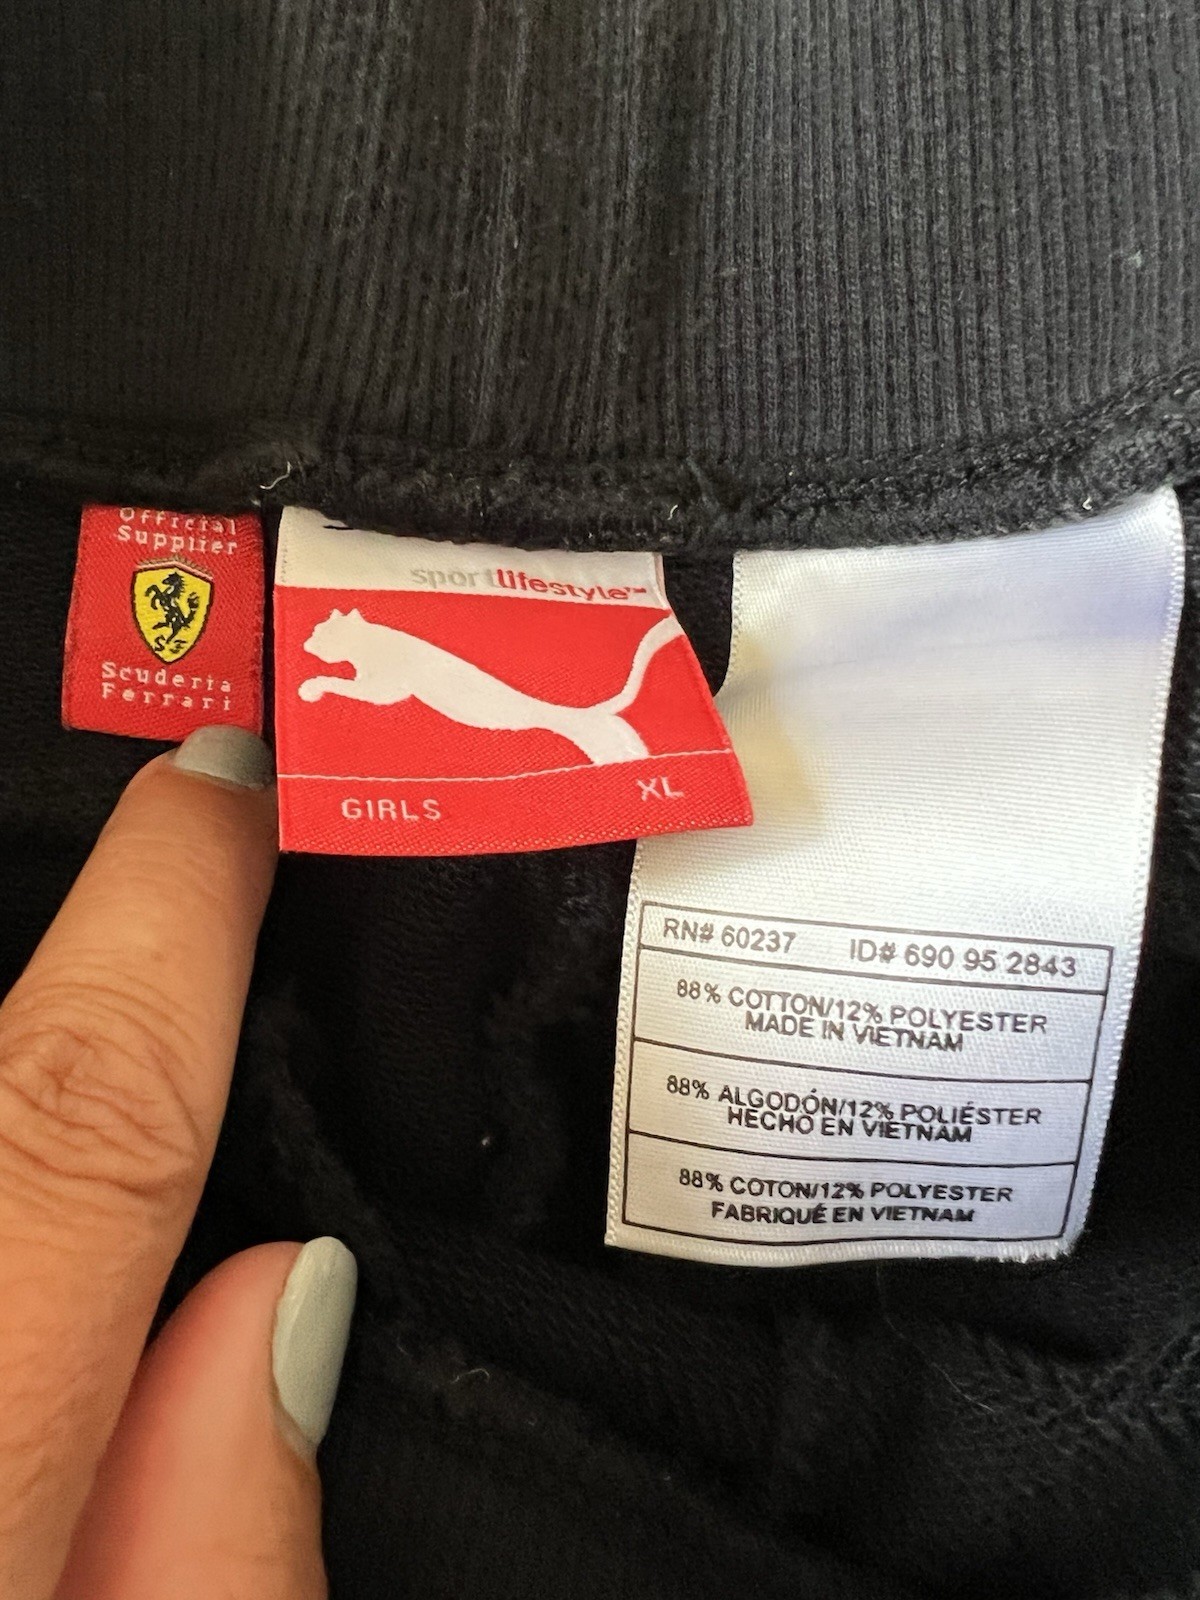 Official
Supplier
S F
Scuderia
Ferrari
sportlifestyle™
GIRLS XL
RN# 60237 ID# 690 95 2843
88% COTTON/12% POLYESTER
MADE IN VIETNAM
88% ALGODÓN/12% POLIÉSTER
HECHO EN VIETNAM
88% COTON/12% POLYESTER
FABRIQUÉ EN VIETNAM